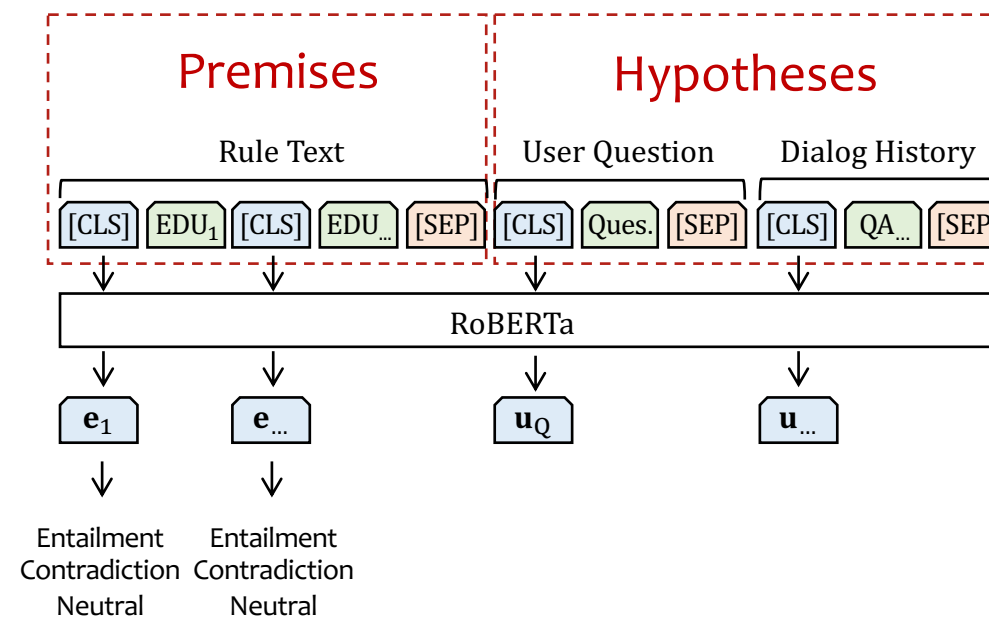 Premises Hypotheses
Rule Text User Question Dialog History
[CLS] EDU1 [CLS] EDU... [SEP] [CLS] Ques. [SEP] [CLS] QA... [SEP
RoBERTa
e1 e... uQ u...
Entailment Entailment
Contradiction Contradiction
Neutral Neutral